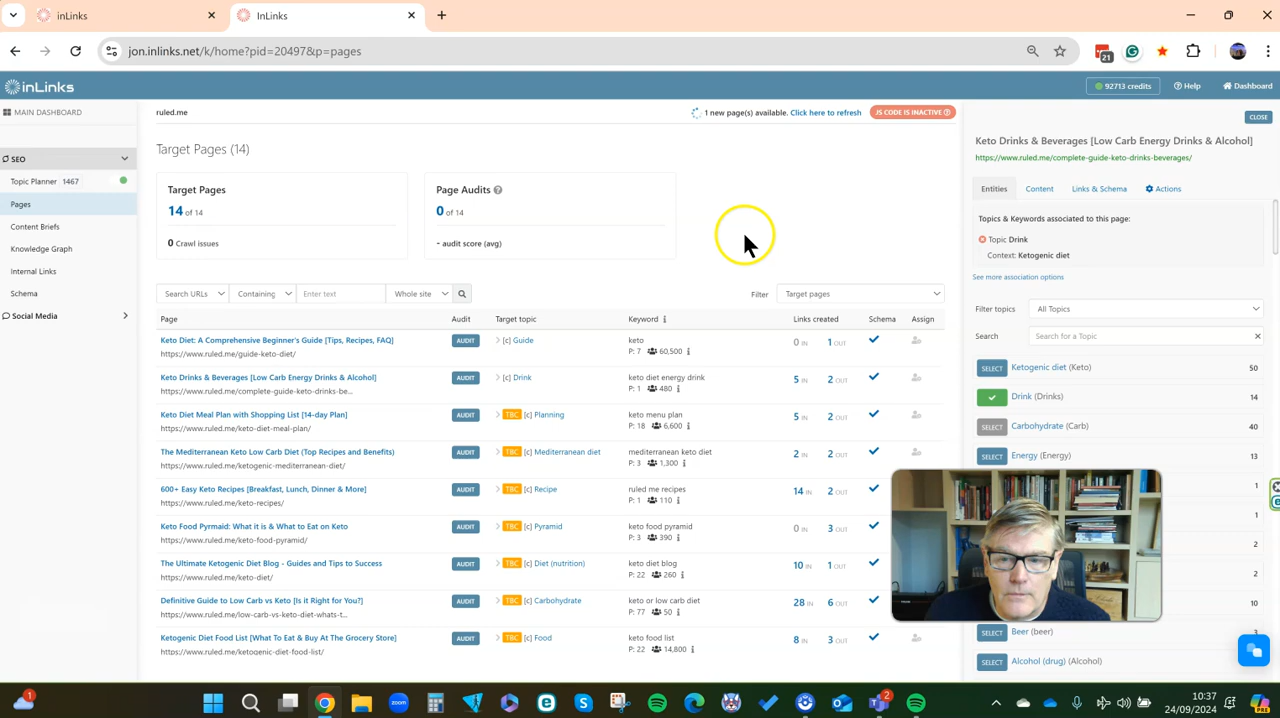 inLinks
InLinks
jon.inlinks.net/k/home?pid=20497&p=pages
21
inLinks
92713 credits
Help
Dashboard
MAIN DASHBOARD
SEO
Topic Planner 1467
Pages
Content Briefs
Knowledge Graph
Internal Links
Schema
Social Media
ruled.me
1 new page(s) available. Click here to refresh
JS CODE IS INACTIVE
Target Pages (14)
Target Pages
14 of 14
0 Crawl issues
Page Audits
0 of 14
- audit score (avg)
Search URLs
Containing
Enter text
Whole site
Filter
Target pages
Page Audit Target topic Keyword Links created Schema Assign
Keto Diet: A Comprehensive Beginner's Guide [Tips, Recipes, FAQ] AUDIT [c] Guide keto 0 IN 1 OUT
https://www.ruled.me/guide-keto-diet/ P: 7 60,500
Keto Drinks & Beverages [Low Carb Energy Drinks & Alcohol] AUDIT [c] Drink keto diet energy drink 5 IN 2 OUT
https://www.ruled.me/complete-guide-keto-drinks-be... P: 1 480
Keto Diet Meal Plan with Shopping List [14-day Plan] AUDIT TBC [c] Planning keto menu plan 5 IN 2 OUT
https://www.ruled.me/keto-diet-meal-plan/ P: 18 6,600
The Mediterranean Keto Low Carb Diet (Top Recipes and Benefits) AUDIT TBC [c] Mediterranean diet mediterranean keto diet 2 IN 2 OUT
https://www.ruled.me/ketogenic-mediterranean-diet/ P: 3 1,300
600+ Easy Keto Recipes [Breakfast, Lunch, Dinner & More] AUDIT TBC [c] Recipe ruled me recipes 14 IN 2 OUT
https://www.ruled.me/keto-recipes/ P: 1 110
Keto Food Pyrmaid: What it is & What to Eat on Keto AUDIT TBC [c] Pyramid keto food pyramid 0 IN 3 OUT
https://www.ruled.me/keto-food-pyramid/ P: 3 390
The Ultimate Ketogenic Diet Blog - Guides and Tips to Success AUDIT TBC [c] Diet (nutrition) keto diet blog 10 IN 1 OUT
https://www.ruled.me/keto-diet/ P: 22 260
Definitive Guide to Low Carb vs Keto [Is it Right for You?] AUDIT TBC [c] Carbohydrate keto or low carb diet 28 IN 6 OUT
https://www.ruled.me/low-carb-vs-keto-diet-whats-t... P: 77 50
Ketogenic Diet Food List [What To Eat & Buy At The Grocery Store] AUDIT TBC [c] Food keto food list 8 IN 3 OUT
https://www.ruled.me/ketogenic-diet-food-list/ P: 22 14,800
CLOSE
Keto Drinks & Beverages [Low Carb Energy Drinks & Alcohol]
https://www.ruled.me/complete-guide-keto-drinks-beverages/
Entities Content Links & Schema Actions
Topics & Keywords associated to this page:
Topic Drink
Context: Ketogenic diet
See more association options
Filter topics All Topics
Search Search for a Topic
SELECT Ketogenic diet (Keto) 50
Drink (Drinks) 14
SELECT Carbohydrate (Carb) 40
SELECT Energy (Energy) 13
1
1
2
2
10
SELECT Beer (beer) 3
SELECT Alcohol (drug) (Alcohol)
1
zoom
2
PRE
10:37
24/09/2024